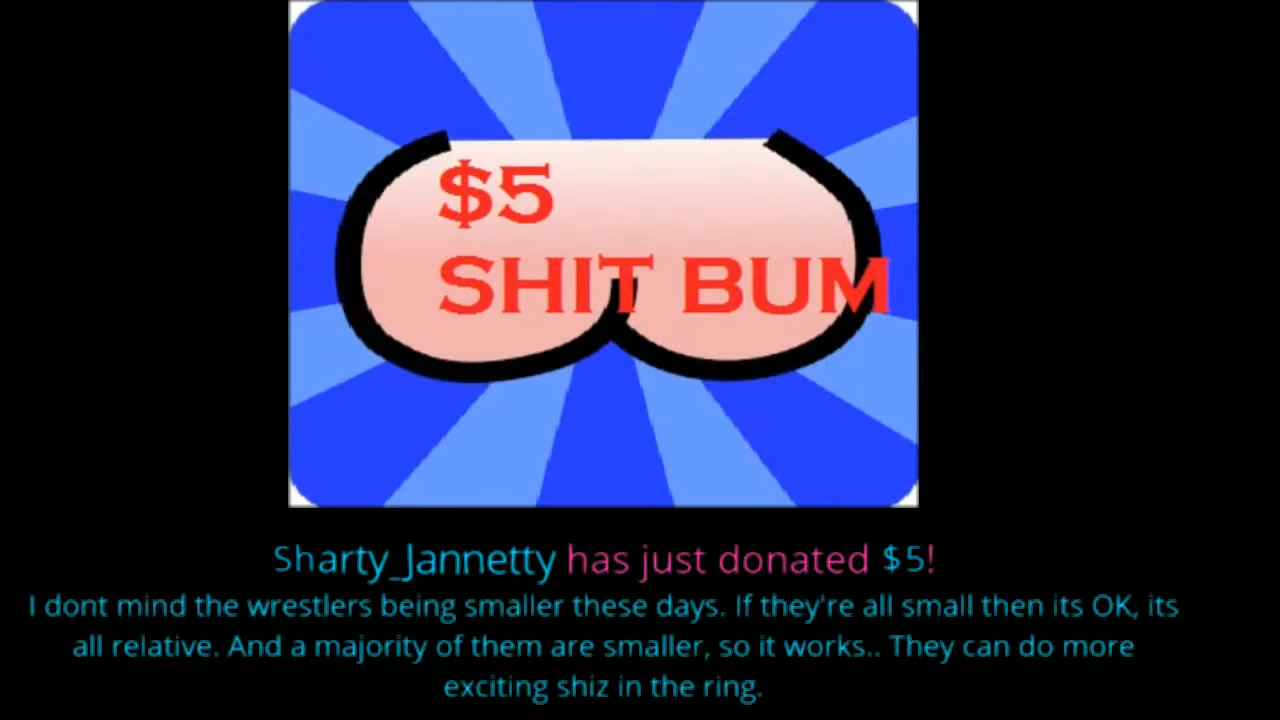 $5
SHIT BUM
Sharty_Jannetty has just donated $5!
I dont mind the wrestlers being smaller these days. If they're all small then its OK, its
all relative. And a majority of them are smaller, so it works.. They can do more
exciting shiz in the ring.